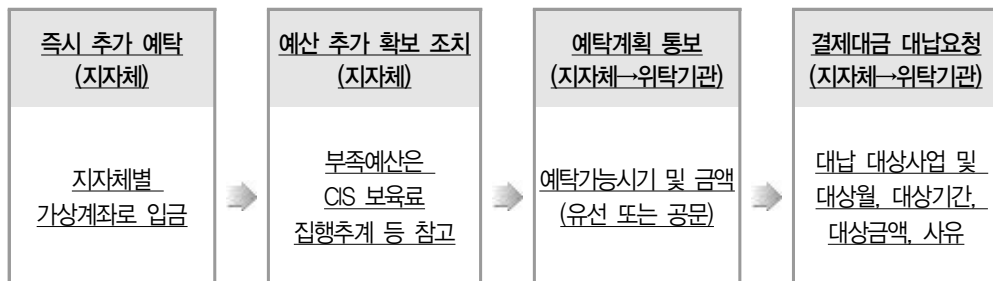 즉시 추가 예탁
(지자체)
지자체별
가상계좌로 입금
예산 추가 확보 조치
(지자체)
부족예산은
CIS 보육료
집행추계 등 참고
예탁계획 통보
(지자체→위탁기관)
예탁가능시기 및 금액
(유선 또는 공문)
결제대금 대납요청
(지자체→위탁기관)
대납 대상사업 및
대상월, 대상기간,
대상금액, 사유